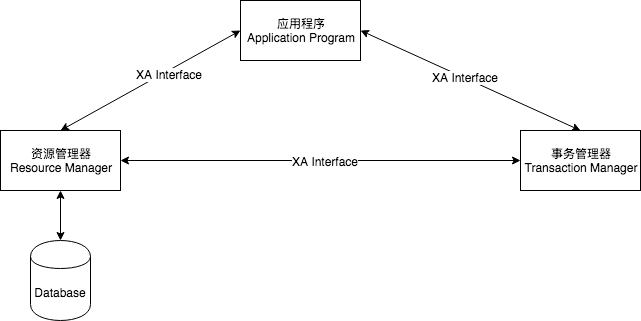 应用程序
Application Program
XA Interface
XA Interface
资源管理器
Resource Manager
XA Interface
事务管理器
Transaction Manager
Database